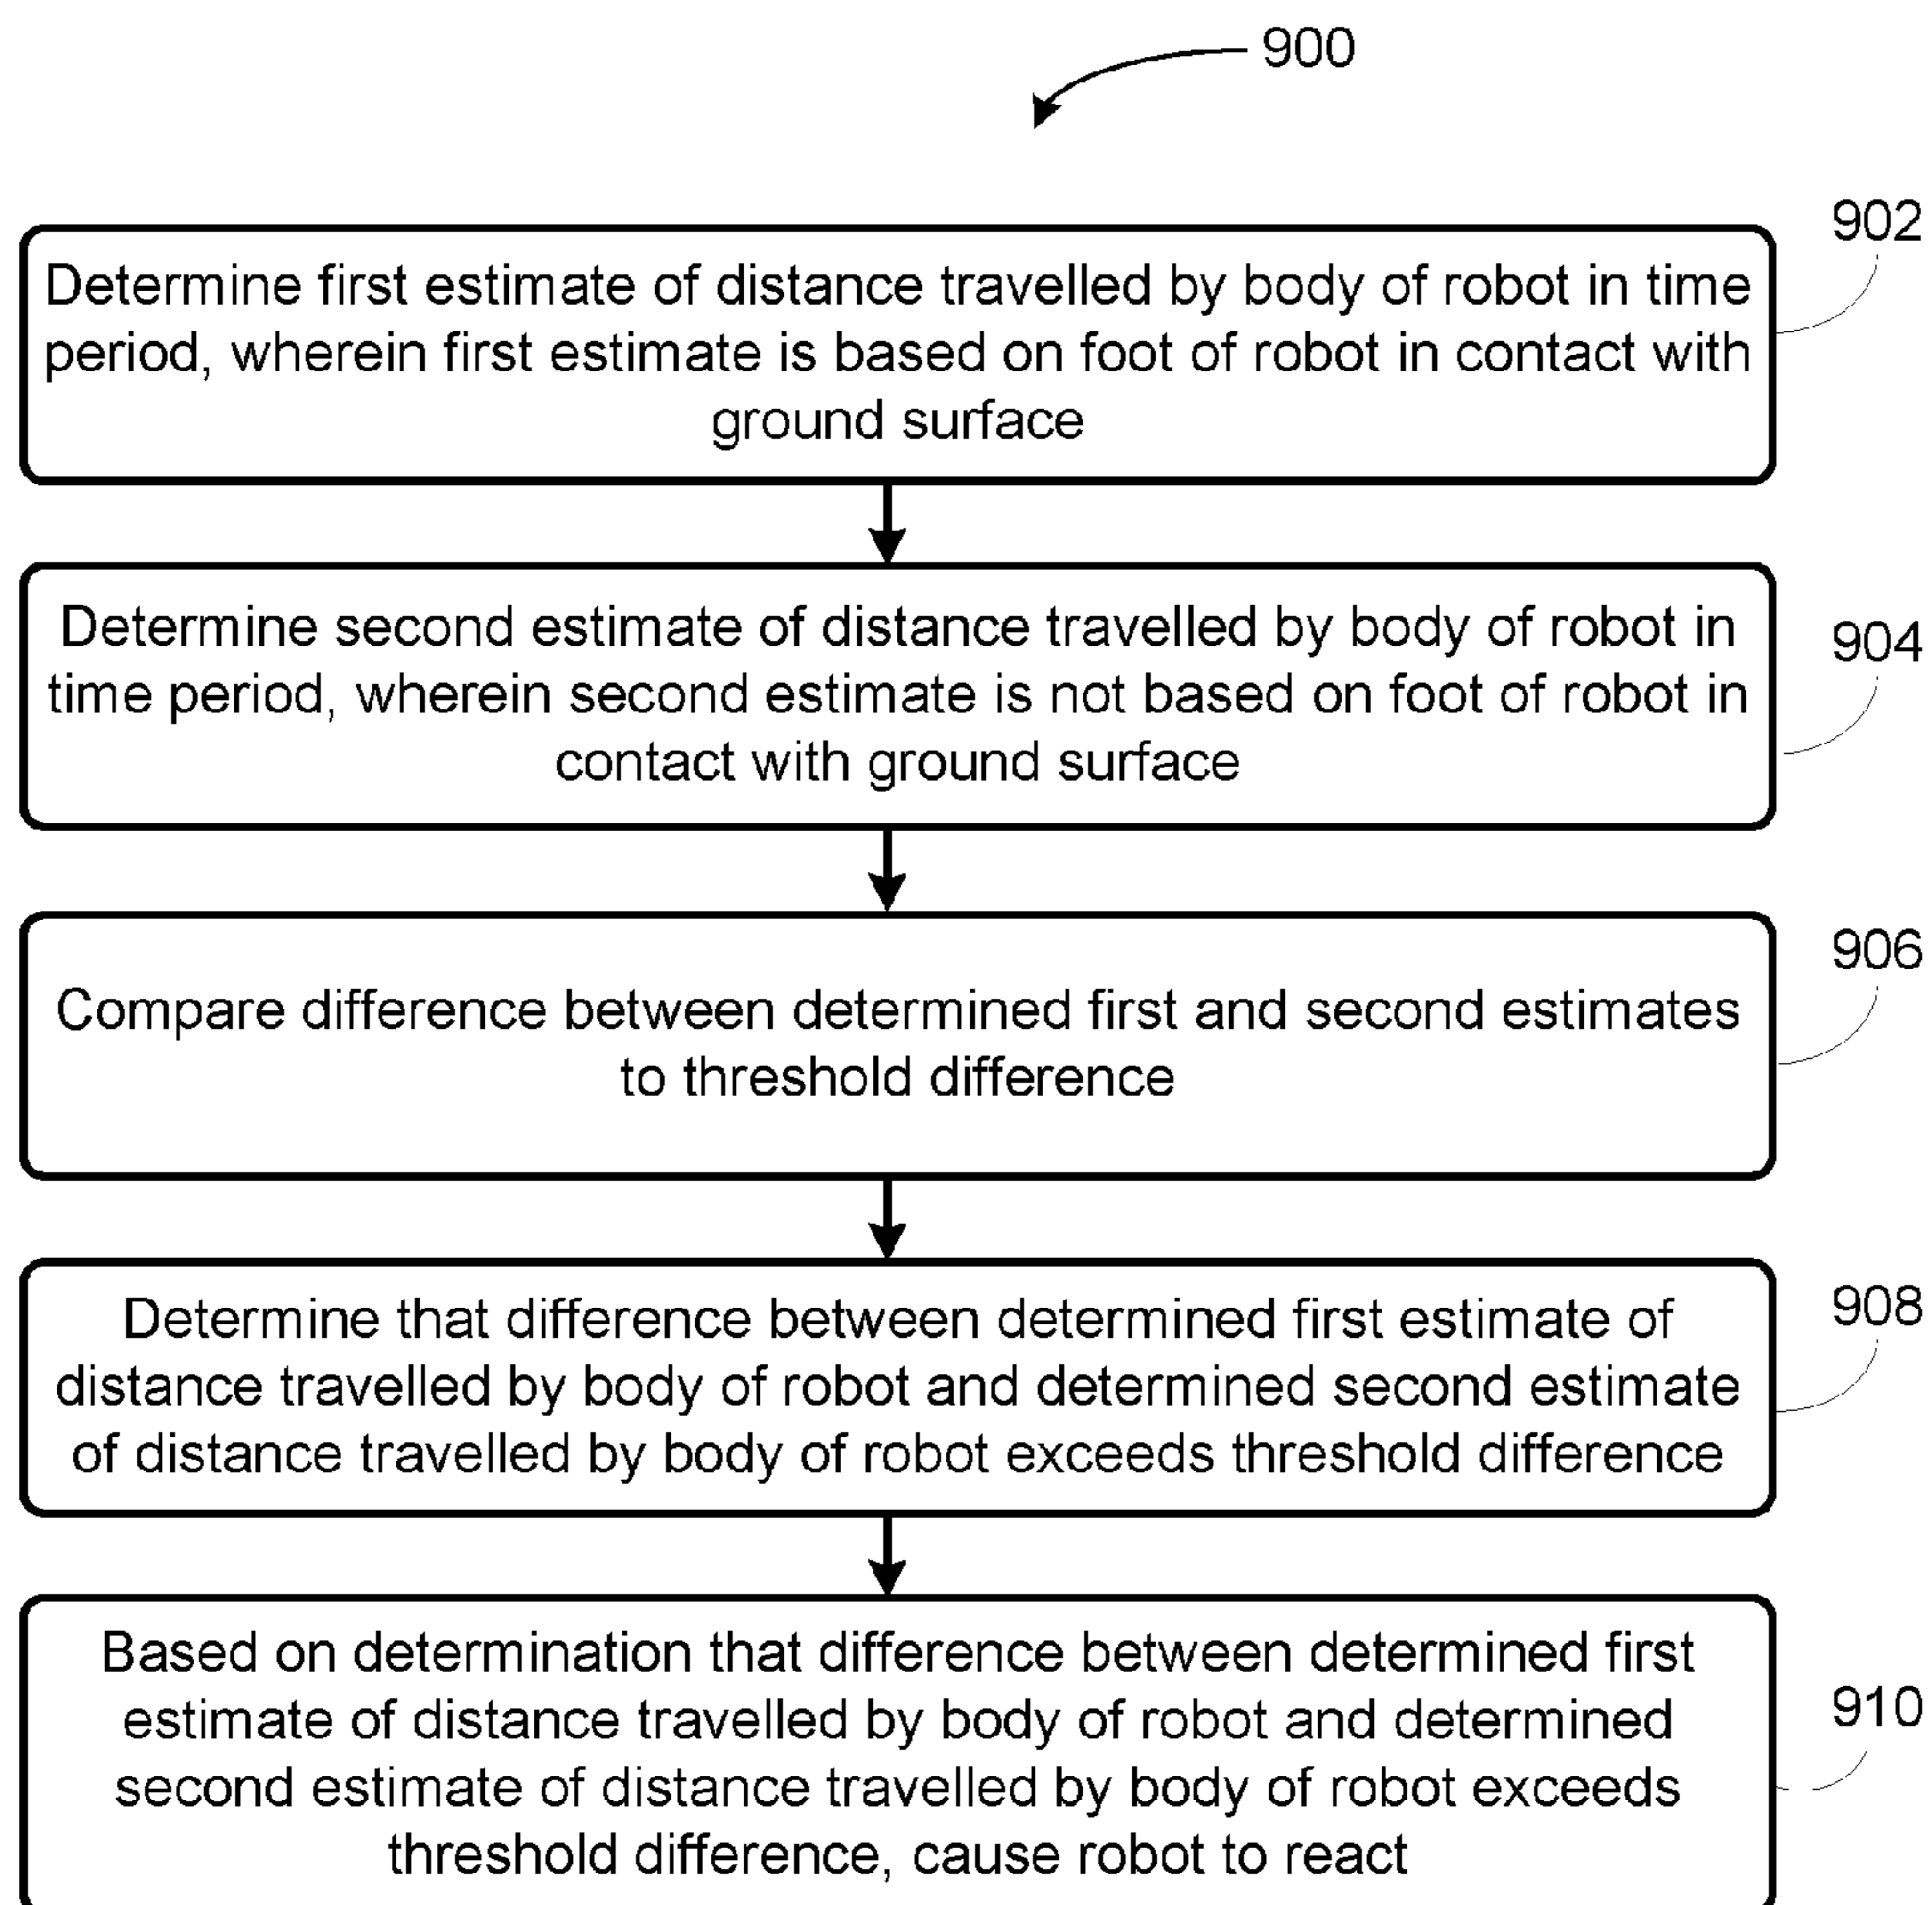 900
902
Determine first estimate of distance travelled by body of robot in time
period, wherein first estimate is based on foot of robot in contact with
ground surface
904
Determine second estimate of distance travelled by body of robot in
time period, wherein second estimate is not based on foot of robot in
contact with ground surface
906
Compare difference between determined first and second estimates
to threshold difference
908
Determine that difference between determined first estimate of
distance travelled by body of robot and determined second estimate
of distance travelled by body of robot exceeds threshold difference
910
Based on determination that difference between determined first
estimate of distance travelled by body of robot and determined
second estimate of distance travelled by body of robot exceeds
threshold difference, cause robot to react